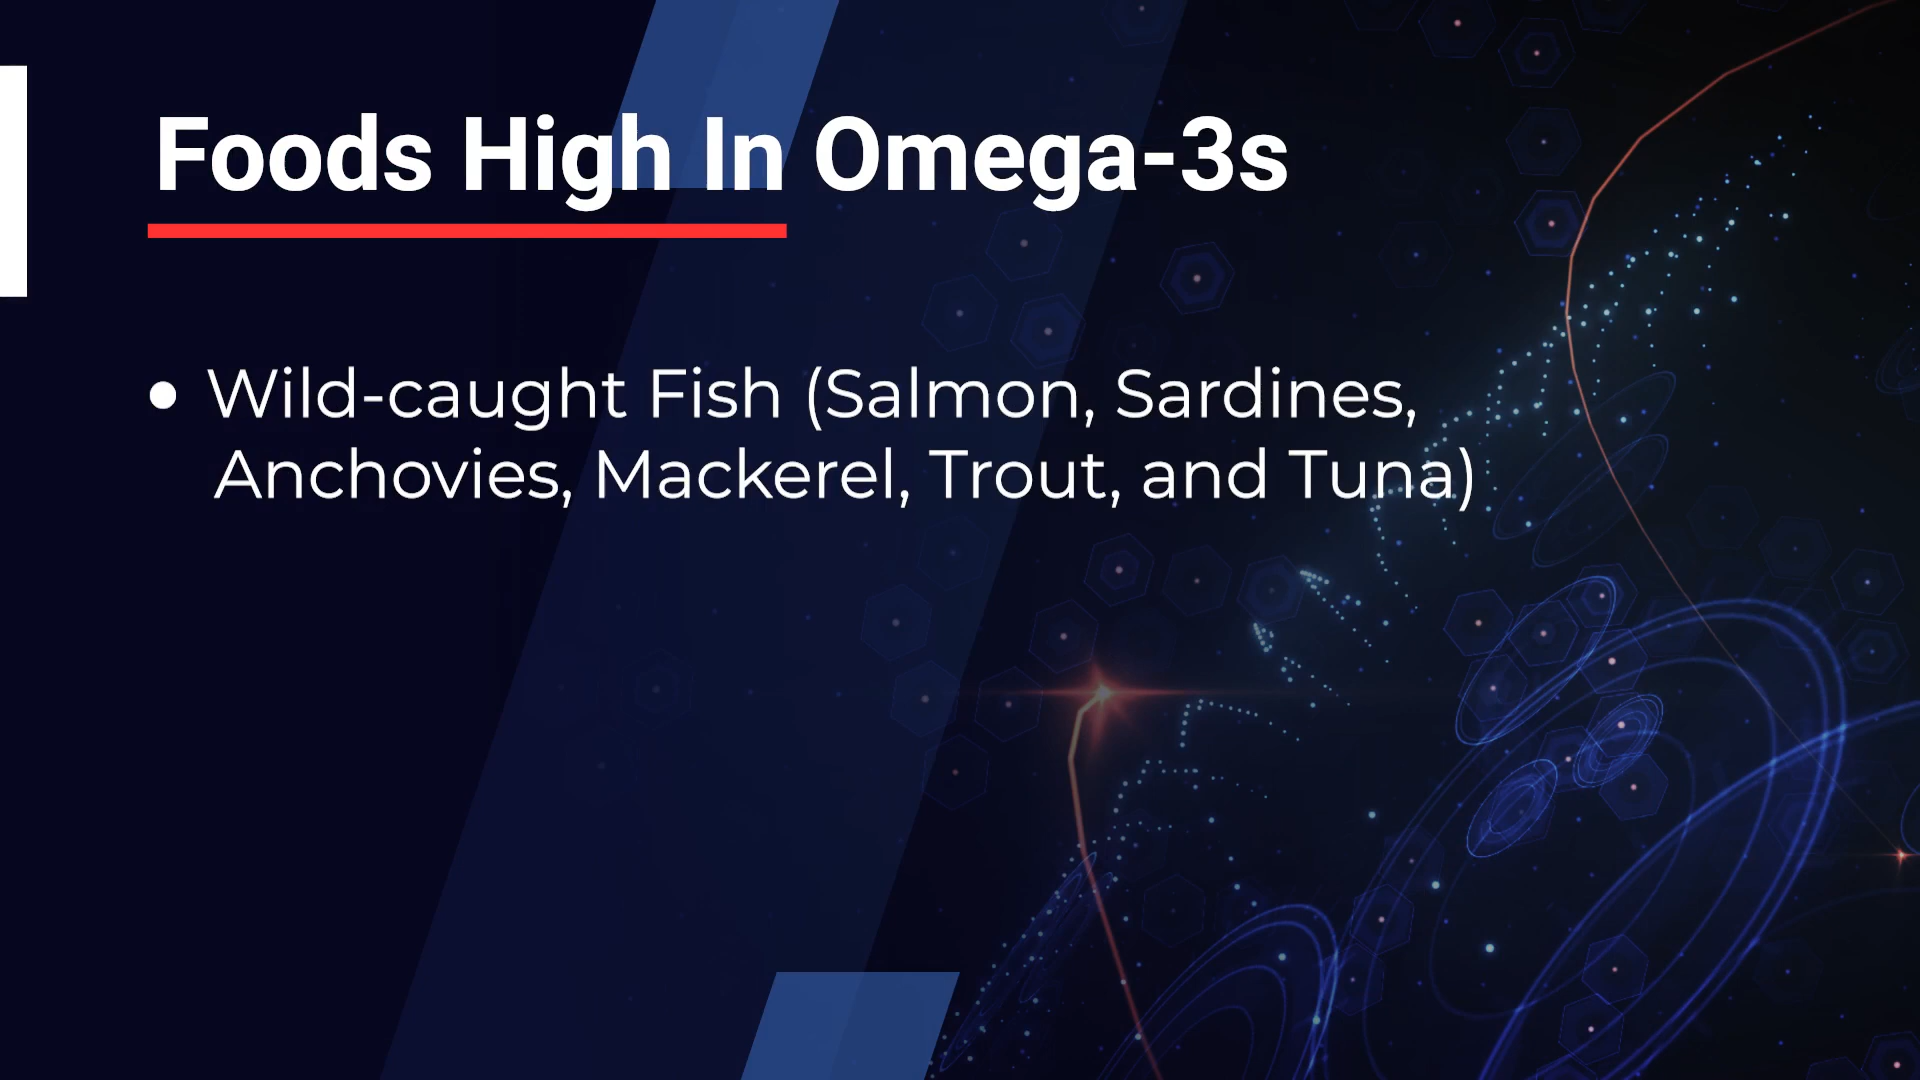 Foods High In Omega-3s
• Wild-caught Fish (Salmon, Sardines,
Anchovies, Mackerel, Trout, and Tuna)